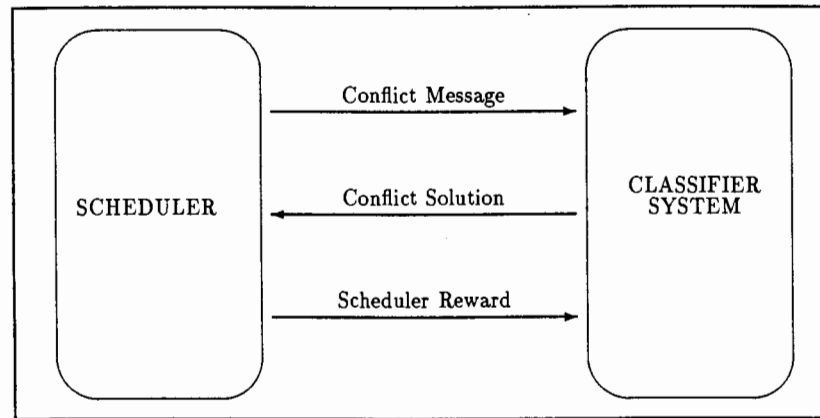 Conflict Message
SCHEDULER
Conflict Solution
CLASSIFIER
SYSTEM
Scheduler Reward